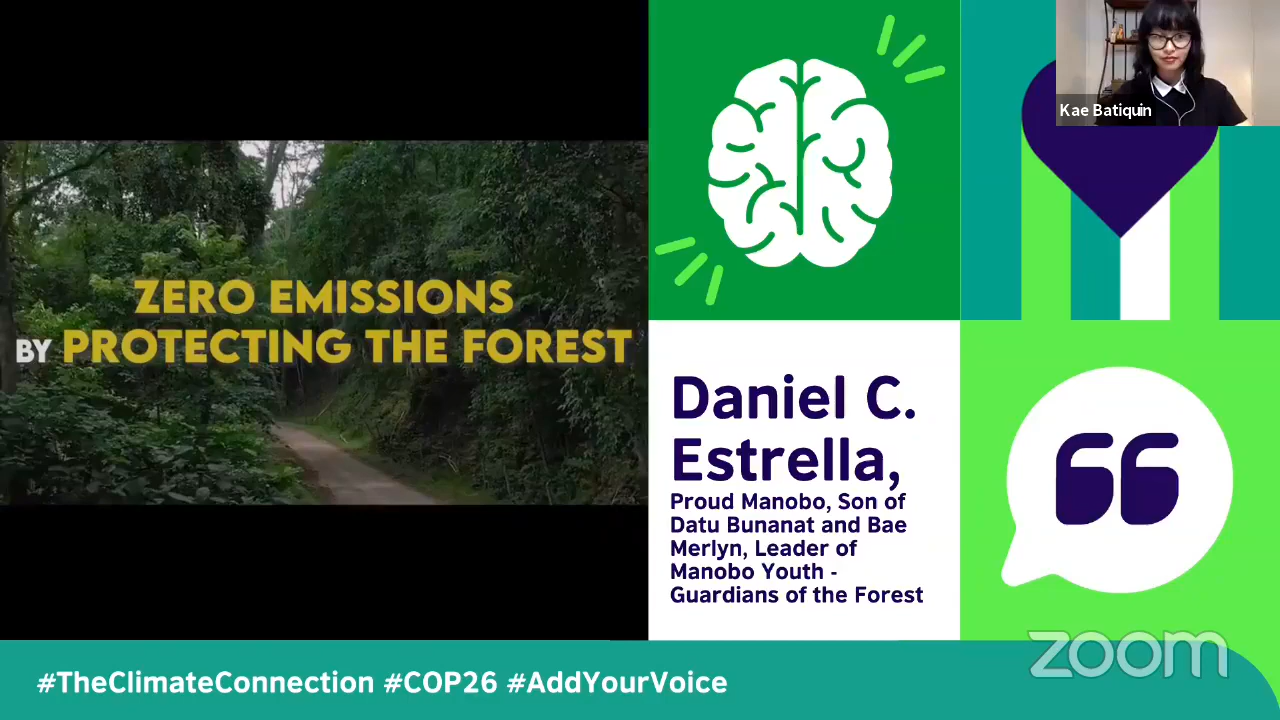 ZERO EMISSIONS
BY PROTECTING THE FOREST
Kae Batiquin
Daniel C.
Estrella,
Proud Manobo, Son of
Datu Bunanat and Bae
Merlyn, Leader of
Manobo Youth -
Guardians of the Forest
zoom
#TheClimateConnection #COP26 #AddYourVoice